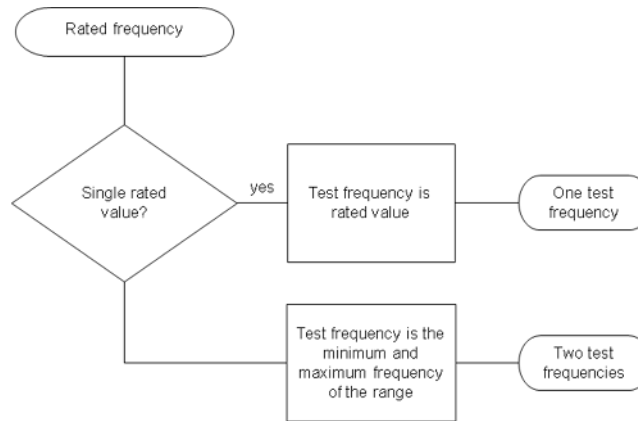 Rated frequency
Single rated
value?
yes
Test frequency is
rated value
One test
frequency
Test frequency is the
minimum and
maximum frequency
of the range
Two test
frequencies